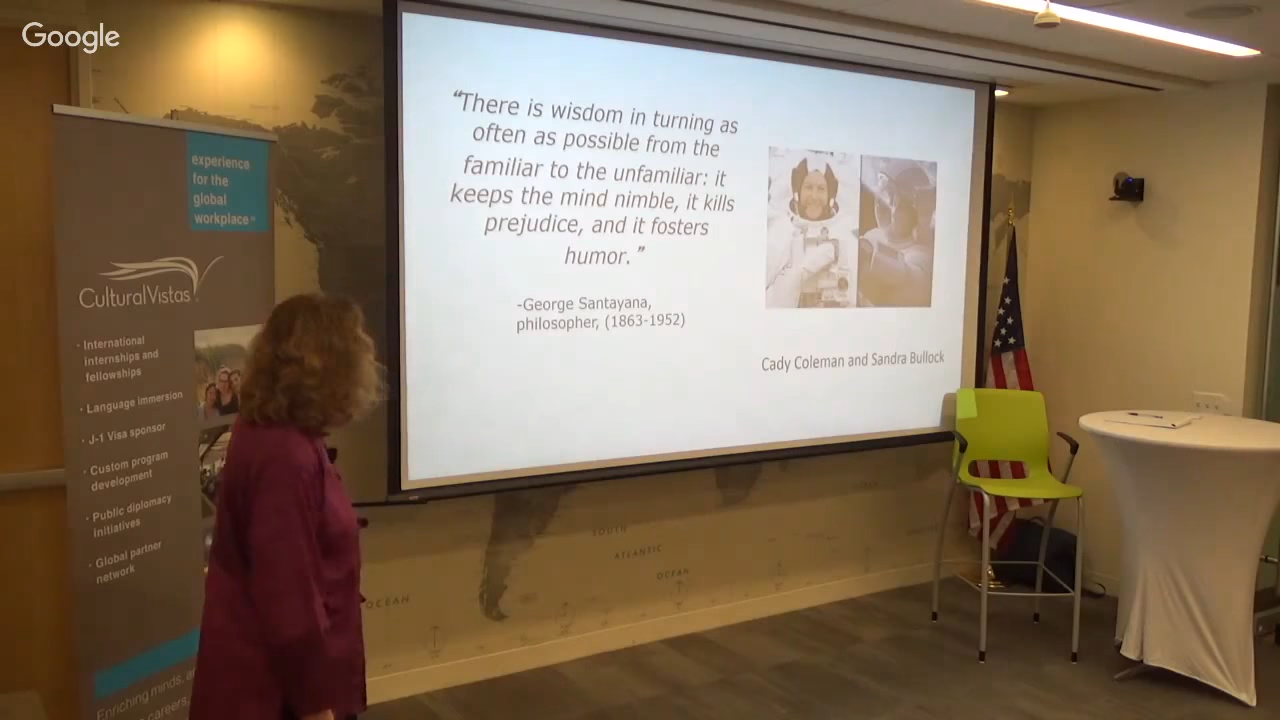 Google
experience
for the
global
workplace
CulturalVistas
· International
internships and
fellowships
· Language immersion
· J-1 Visa sponsor
· Custom program
development
· Public diplomacy
initiatives
· Global partner
network
Enriching minds,
careers,
“There is wisdom in turning as
often as possible from the
familiar to the unfamiliar: it
keeps the mind nimble, it kills
prejudice, and it fosters
humor.”
-George Santayana,
philosopher, (1863-1952)
Cady Coleman and Sandra Bullock
SOUTH
ATLANTIC
OCEAN
OCEAN